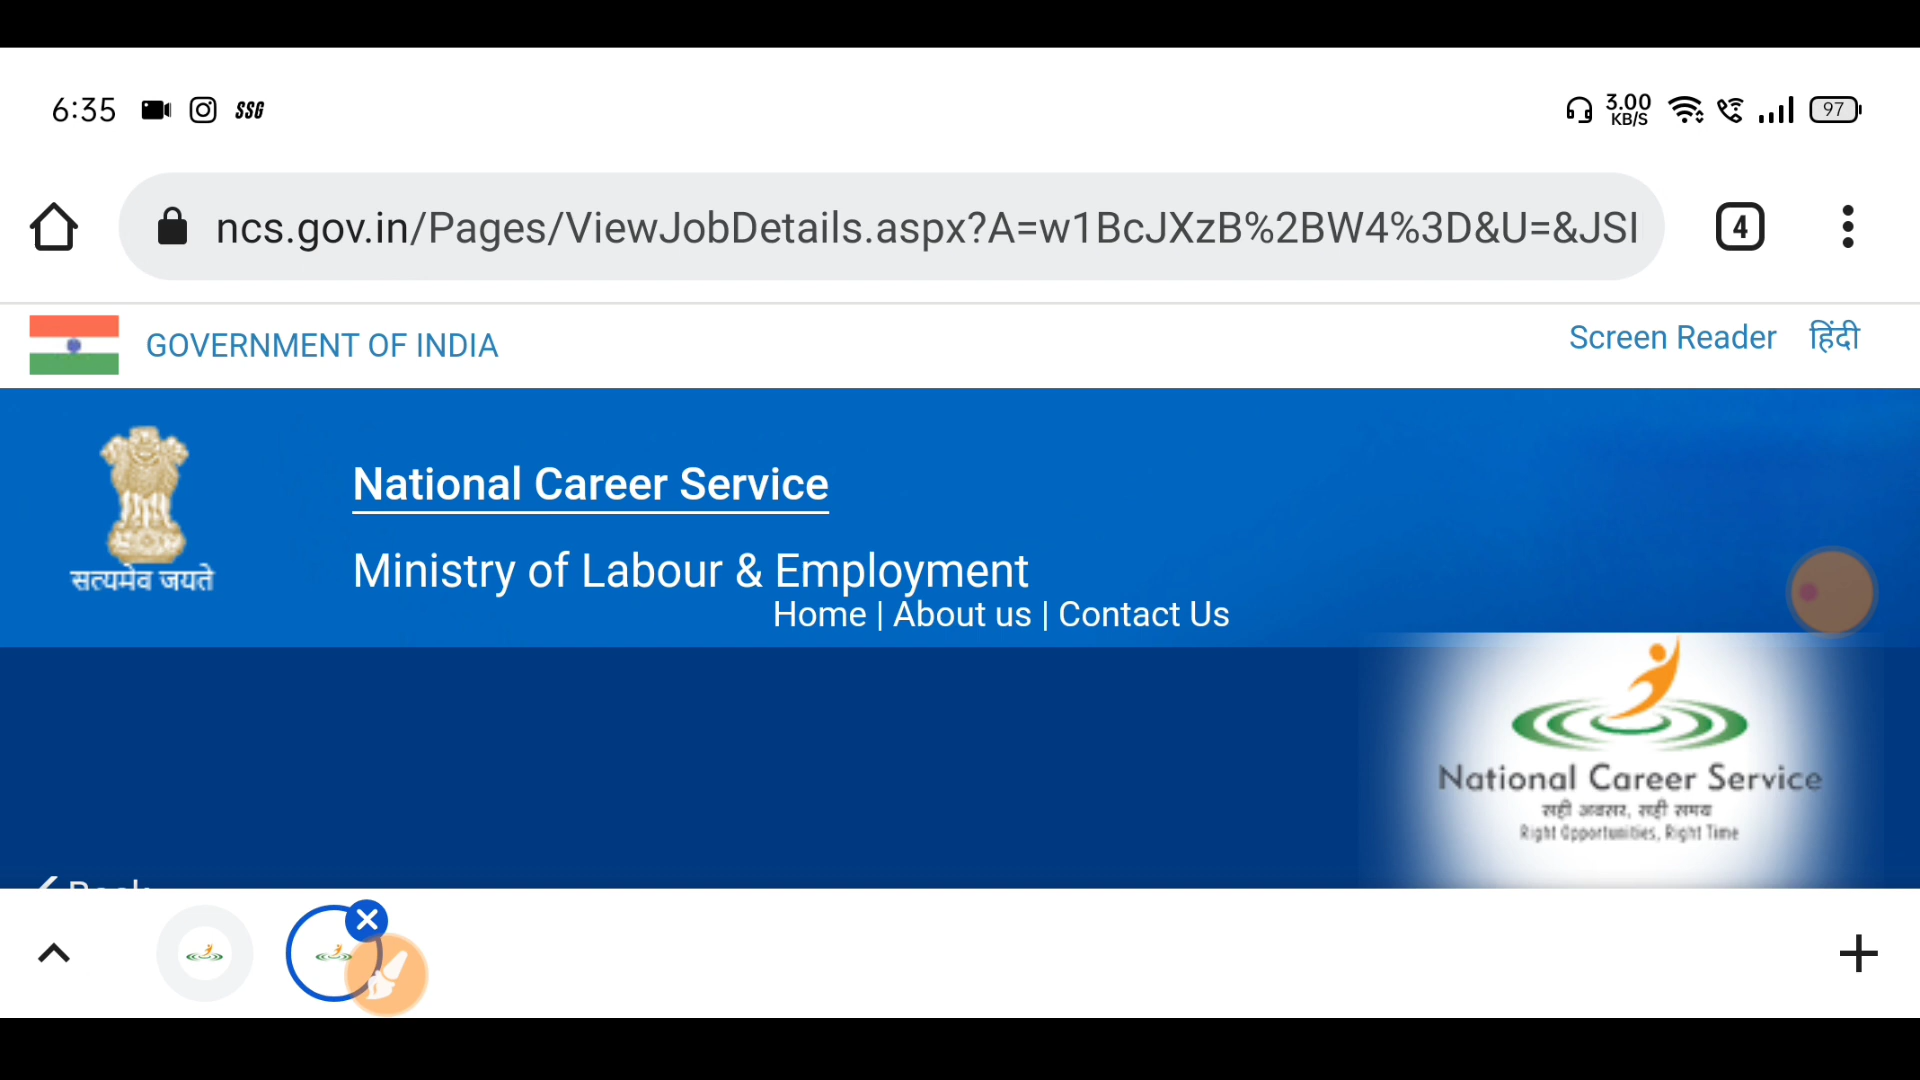 6:35 SSG 3.00 KB/S 97
ncs.gov.in/Pages/ViewJobDetails.aspx?A=w1BcJXzB%2BW4%3D&U=&JSI
4
GOVERNMENT OF INDIA
Screen Reader हिंदी
National Career Service
Ministry of Labour & Employment
सत्यमेव जयते
Home | About us | Contact Us
National Career Service
सही अवसर, सही समय
Right Opportunities, Right Time